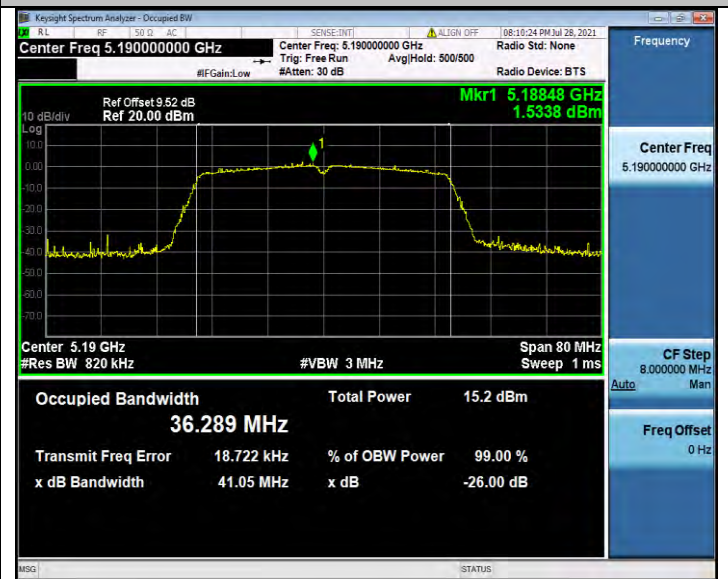 Keysight Spectrum Analyzer - Occupied BW
RL RF 50 Ω AC SENSE:INT ALIGN OFF 08:10:24 PM Jul 28, 2021
Center Freq 5.190000000 GHz
Center Freq: 5.190000000 GHz
Radio Std: None
Trig: Free Run Avg|Hold: 500/500
#IFGain:Low
#Atten: 30 dB
Radio Device: BTS
Frequency
Ref Offset 9.52 dB
10 dB/div Ref 20.00 dBm
Mkr1 5.18848 GHz
1.5338 dBm
Log
10.0
0.00
-10.0
-20.0
-30.0
-40.0
-50.0
-60.0
-70.0
1
Center Freq
5.190000000 GHz
Center 5.19 GHz
Span 80 MHz
#Res BW 820 kHz
#VBW 3 MHz
Sweep 1 ms
CF Step
8.000000 MHz
Auto Man
Occupied Bandwidth
Total Power 15.2 dBm
36.289 MHz
Transmit Freq Error 18.722 kHz
% of OBW Power 99.00 %
x dB Bandwidth 41.05 MHz
x dB -26.00 dB
Freq Offset
0 Hz
MSG
STATUS